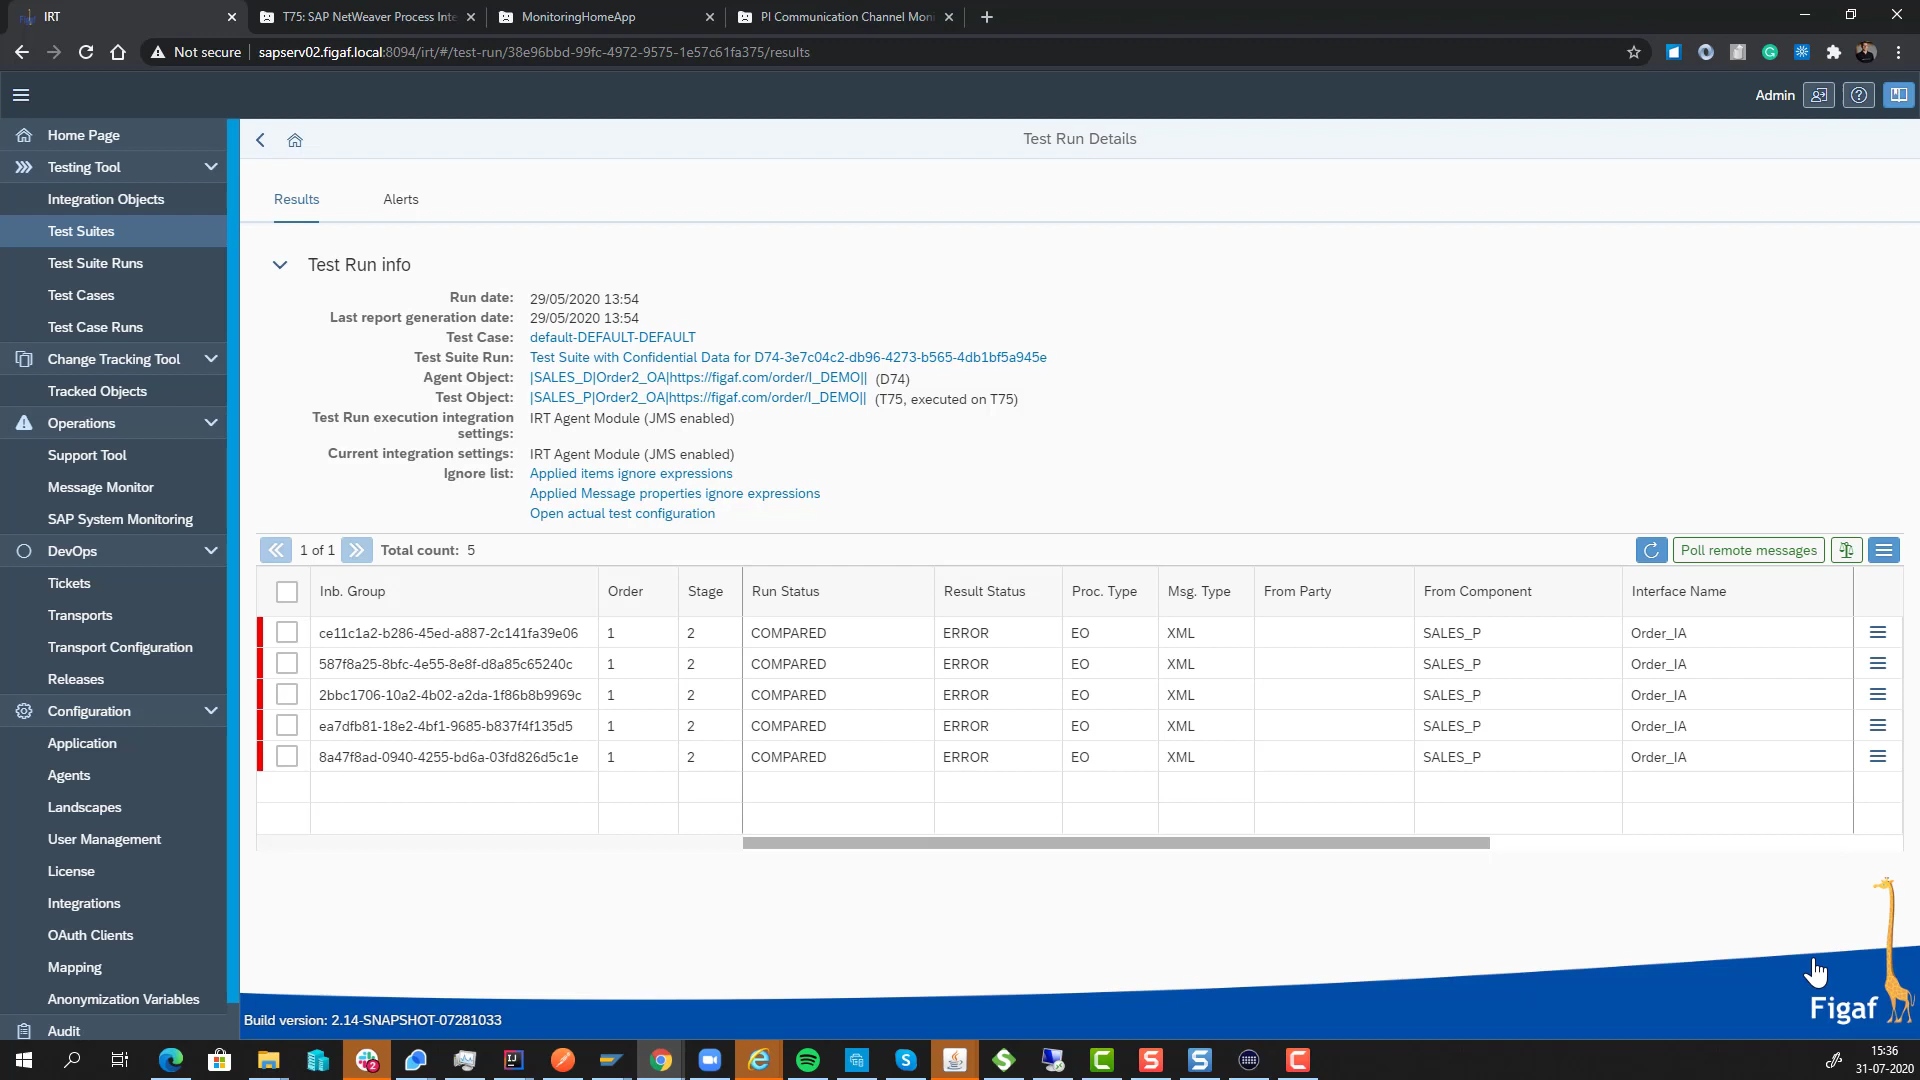 IRT
T75: SAP NetWeaver Process Inte
MonitoringHomeApp
PI Communication Channel Moni
Not secure
sapserv02.figaf.local:8094/irt/#/test-run/38e96bbd-99fc-4972-9575-1e57c61fa375/results
Admin
Home Page
Testing Tool
Integration Objects
Test Suites
Test Suite Runs
Test Cases
Test Case Runs
Change Tracking Tool
Tracked Objects
Operations
Support Tool
Message Monitor
SAP System Monitoring
DevOps
Tickets
Transports
Transport Configuration
Releases
Configuration
Application
Agents
Landscapes
User Management
License
Integrations
OAuth Clients
Mapping
Anonymization Variables
Audit
Test Run Details
Results
Alerts
Test Run info
Run date: 29/05/2020 13:54
Last report generation date: 29/05/2020 13:54
Test Case: default-DEFAULT-DEFAULT
Test Suite Run: Test Suite with Confidential Data for D74-3e7c04c2-db96-4273-b565-4db1bf5a945e
Agent Object: |SALES_D|Order2_OA|https://figaf.com/order/I_DEMO|| (D74)
Test Object: |SALES_P|Order2_OA|https://figaf.com/order/I_DEMO|| (T75, executed on T75)
Test Run execution integration IRT Agent Module (JMS enabled)
settings:
Current integration settings: IRT Agent Module (JMS enabled)
Ignore list: Applied items ignore expressions
Applied Message properties ignore expressions
Open actual test configuration
1 of 1 Total count: 5 Poll remote messages
Inb. Group Order Stage Run Status Result Status Proc. Type Msg. Type From Party From Component Interface Name
ce11c1a2-b286-45ed-a887-2c141fa39e06 1 2 COMPARED ERROR EO XML SALES_P Order_IA
587f8a25-8bfc-4e55-8e8f-d8a85c65240c 1 2 COMPARED ERROR EO XML SALES_P Order_IA
2bbc1706-10a2-4b02-a2da-1f86b8b9969c 1 2 COMPARED ERROR EO XML SALES_P Order_IA
ea7dfb81-18e2-4bf1-9685-b837f4f135d5 1 2 COMPARED ERROR EO XML SALES_P Order_IA
8a47f8ad-0940-4255-bd6a-03fd826d5c1e 1 2 COMPARED ERROR EO XML SALES_P Order_IA
Figaf
Build version: 2.14-SNAPSHOT-07281033
15:36
31-07-2020